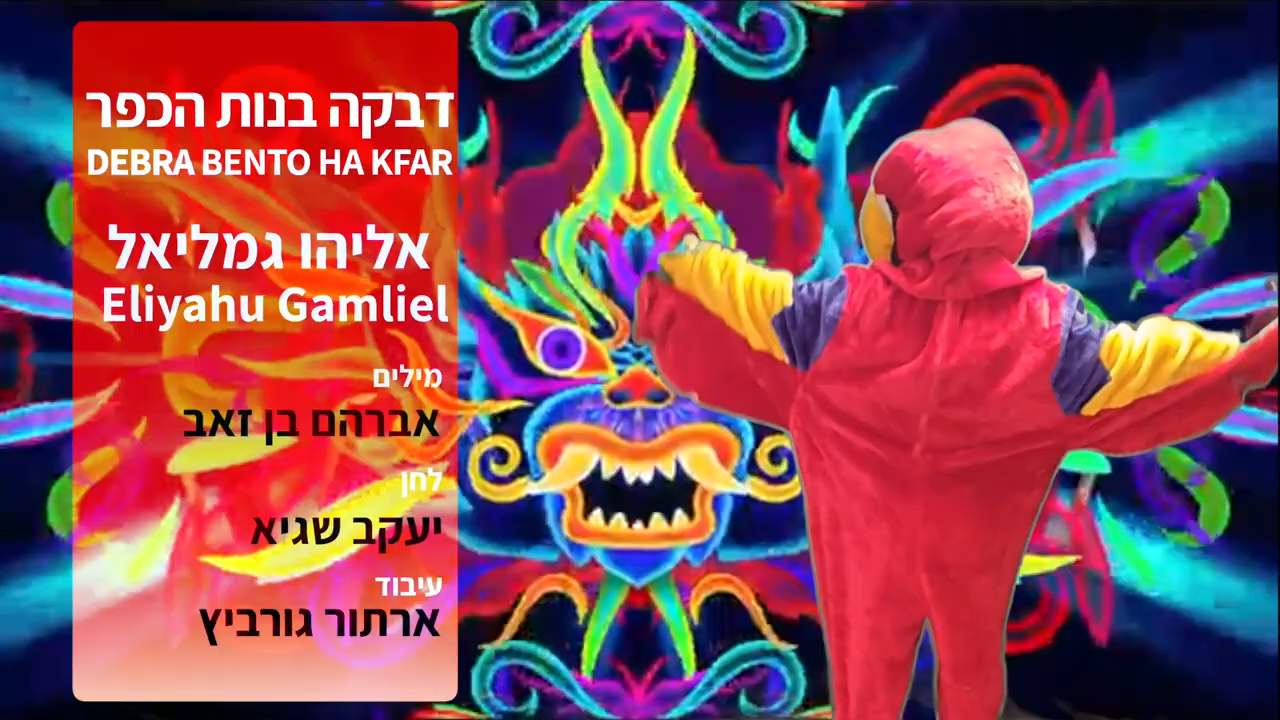 דבקה בנות הכפר
DEBRA BENTO HA KFAR
אליהו גמליאל
Eliyahu Gamliel
מילים
אברהם בן זאב
לחן
יעקב שגיא
עיבוד
ארתור גורביץ